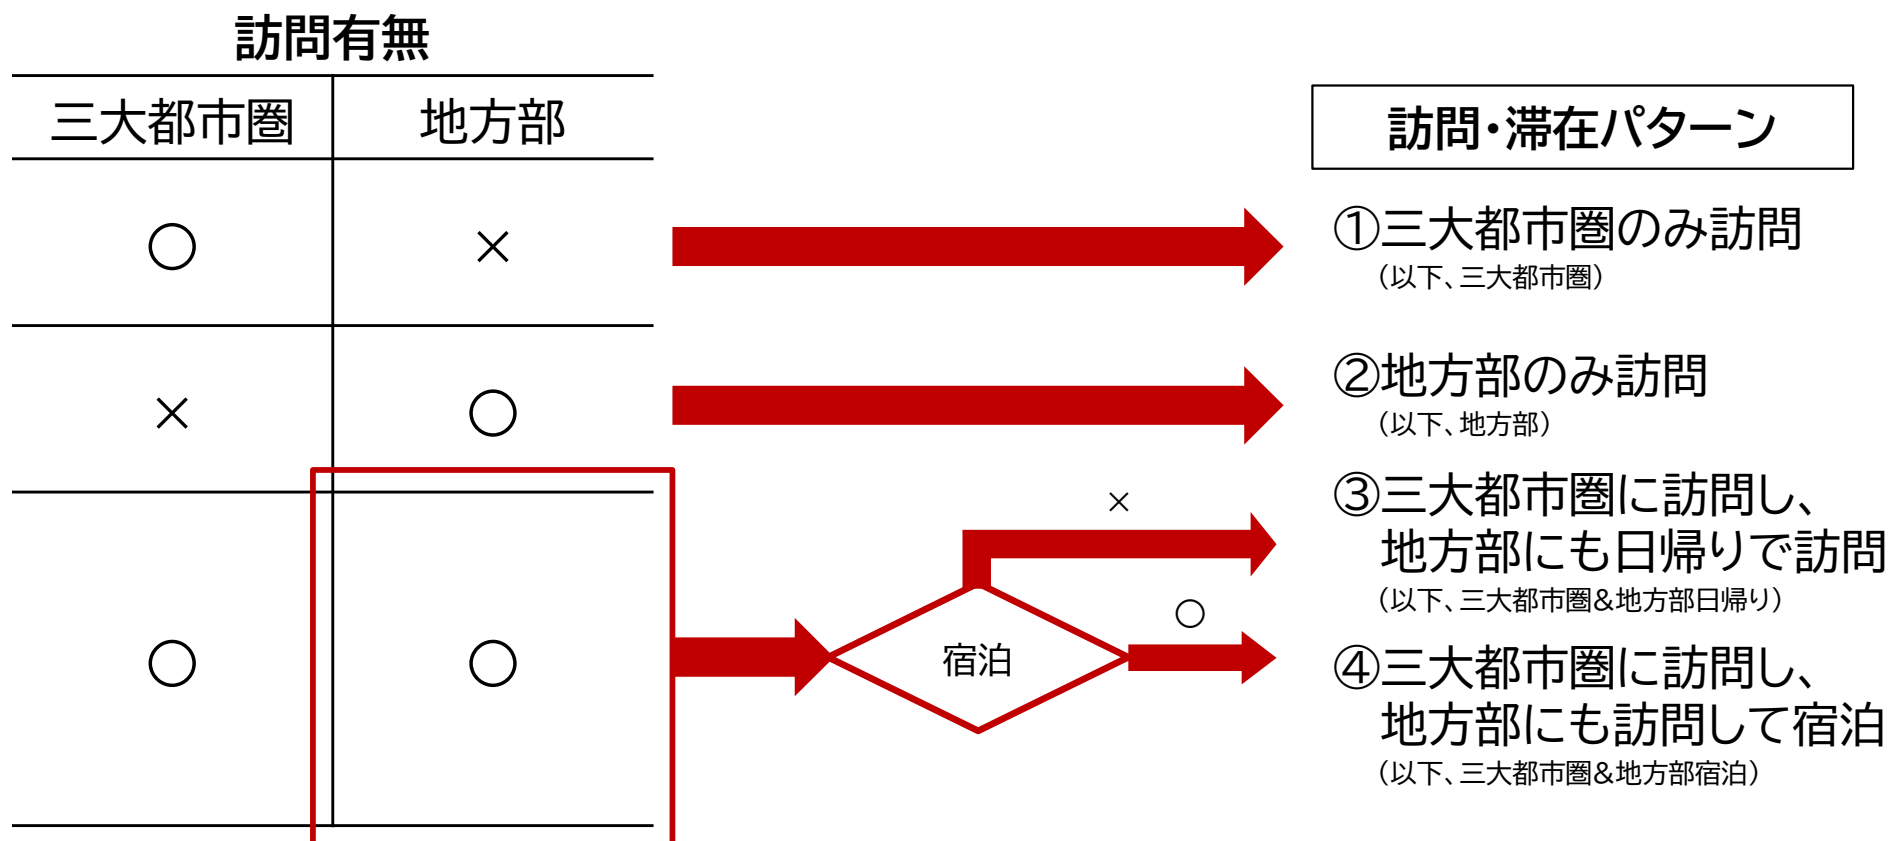 訪問有無
三大都市圏 地方部
訪問・滞在パターン
○ ×
①三大都市圏のみ訪問
（以下、三大都市圏）
× ○
②地方部のみ訪問
（以下、地方部）
○ ○
宿泊
×
③三大都市圏に訪問し、
地方部にも日帰りで訪問
（以下、三大都市圏&地方部日帰り）
○
④三大都市圏に訪問し、
地方部にも訪問して宿泊
（以下、三大都市圏&地方部宿泊）